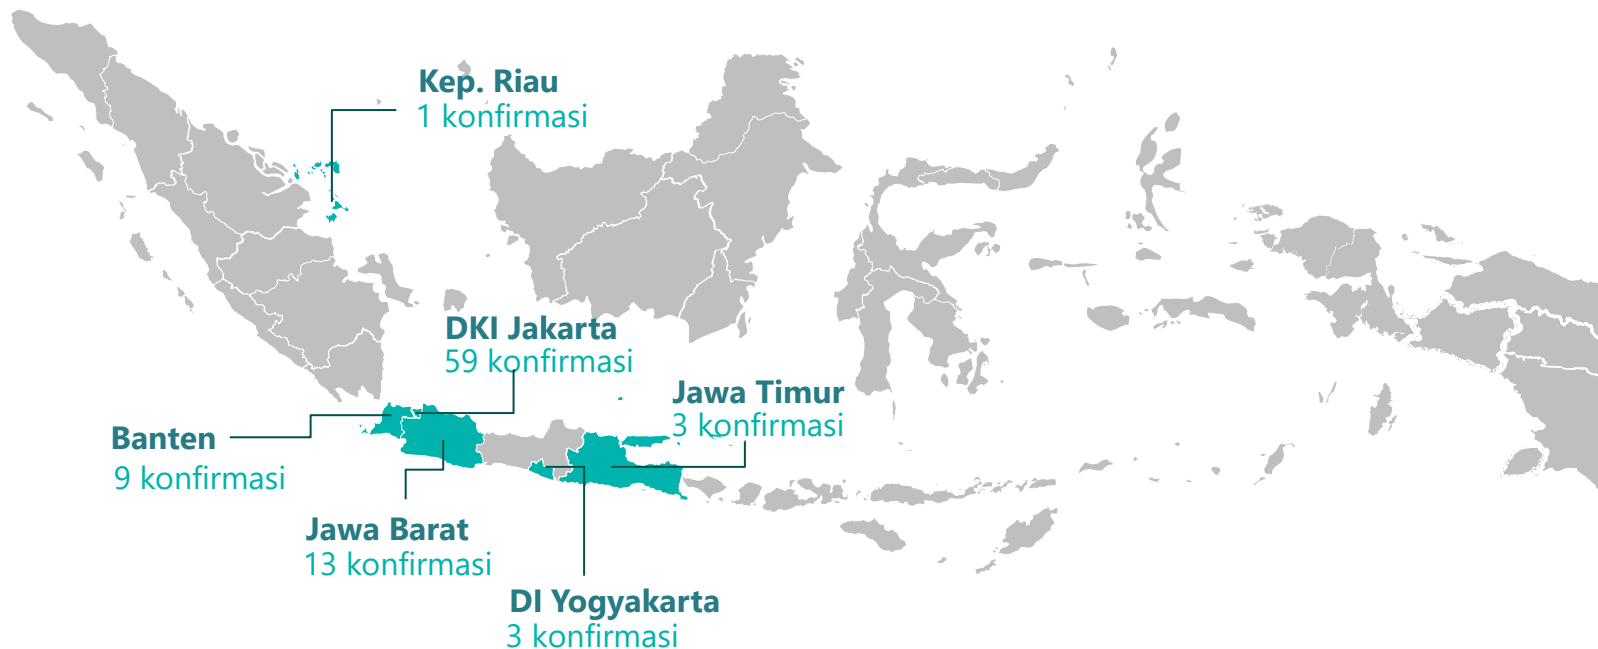 Kep. Riau
1 konfirmasi
DKI Jakarta
59 konfirmasi
Jawa Timur
3 konfirmasi
Banten
9 konfirmasi
Jawa Barat
13 konfirmasi
DI Yogyakarta
3 konfirmasi